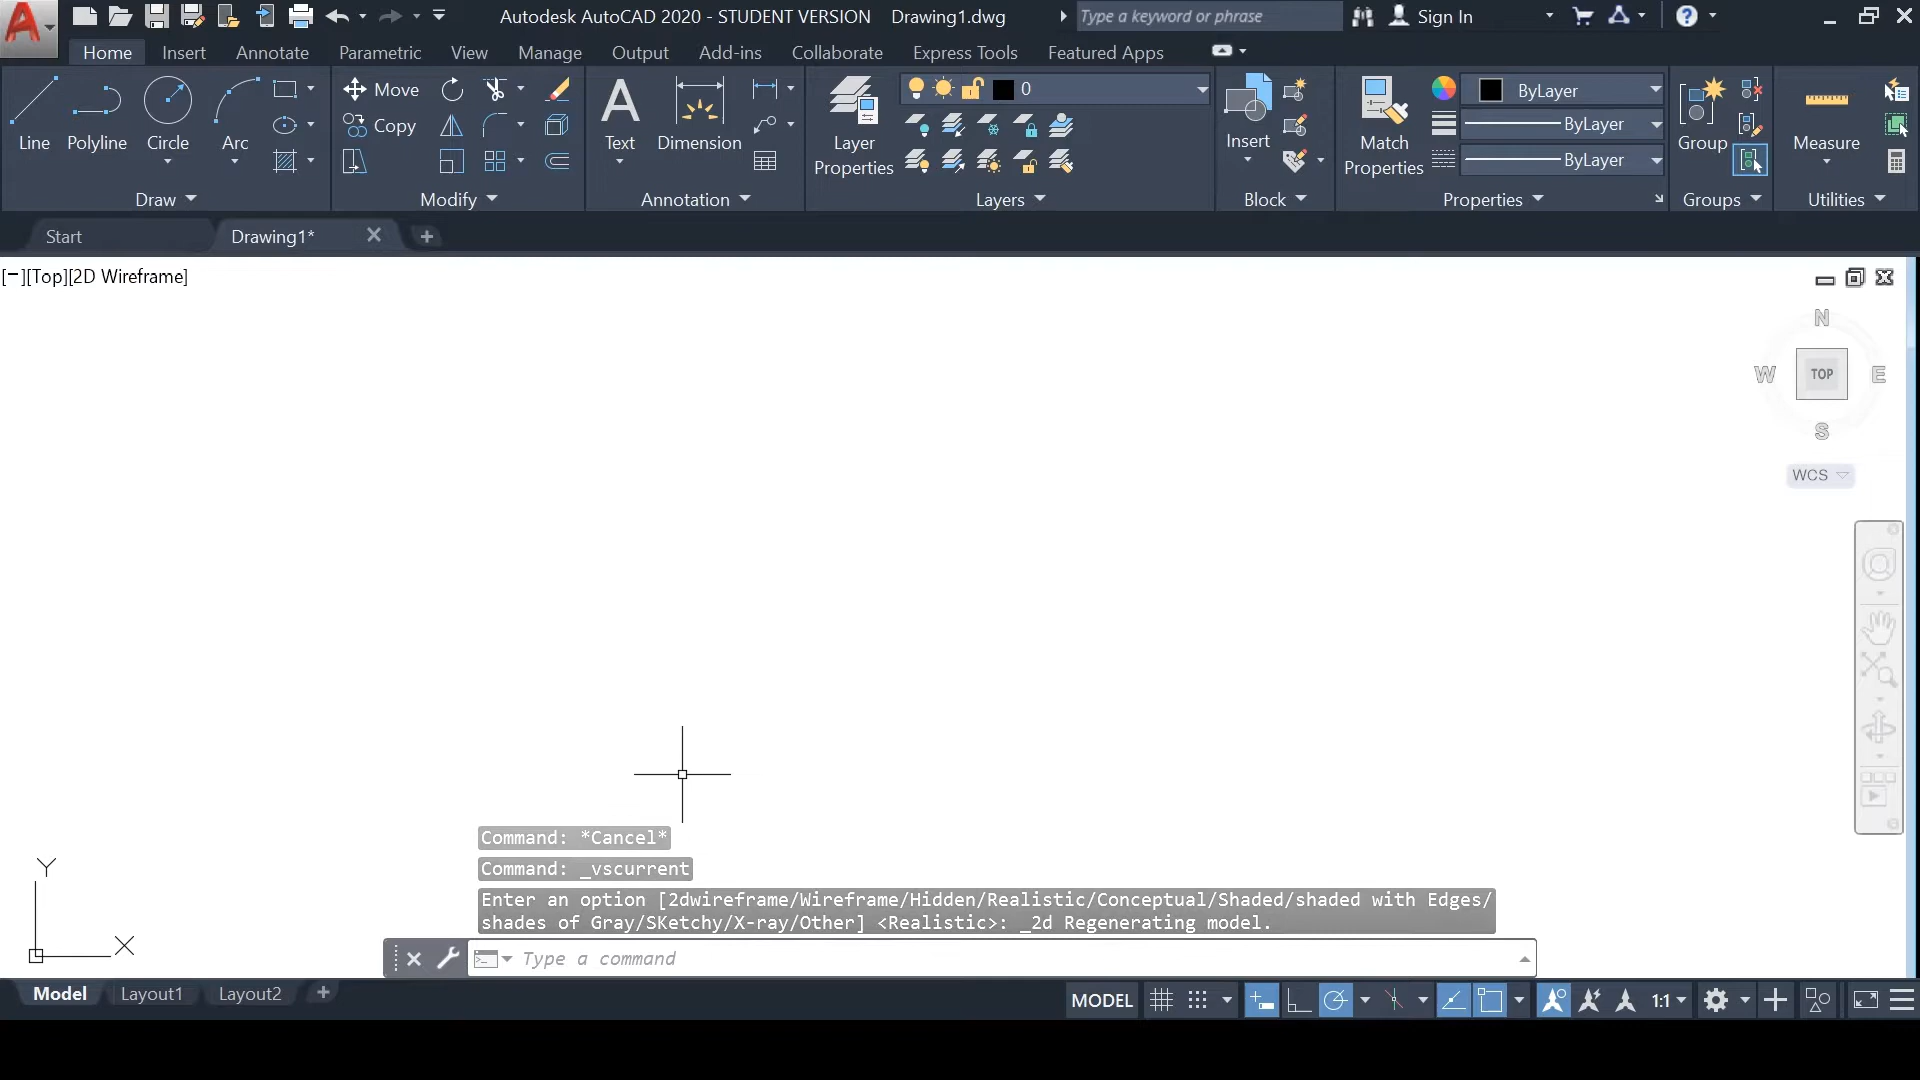 Autodesk AutoCAD 2020 - STUDENT VERSION Drawing1.dwg Type a keyword or phrase Sign In
Home Insert Annotate Parametric View Manage Output Add-ins Collaborate Express Tools Featured Apps
Line Polyline Circle Arc
Move
Copy
Text Dimension
Layer
Properties
0
Insert
Match
Properties
ByLayer
ByLayer
ByLayer
Group
Measure
Draw Modify Annotation Layers Block Properties Groups Utilities
Start Drawing1*
[−][Top][2D Wireframe]
N
W TOP E
S
WCS
Command: *Cancel*
Command: _vscurrent
Enter an option [2dwireframe/Wireframe/Hidden/Realistic/Conceptual/Shaded/shaded with Edges/
shades of Gray/SKetchy/X-ray/Other] <Realistic>: _2d Regenerating model.
Y
X
Type a command
Model Layout1 Layout2
MODEL 1:1